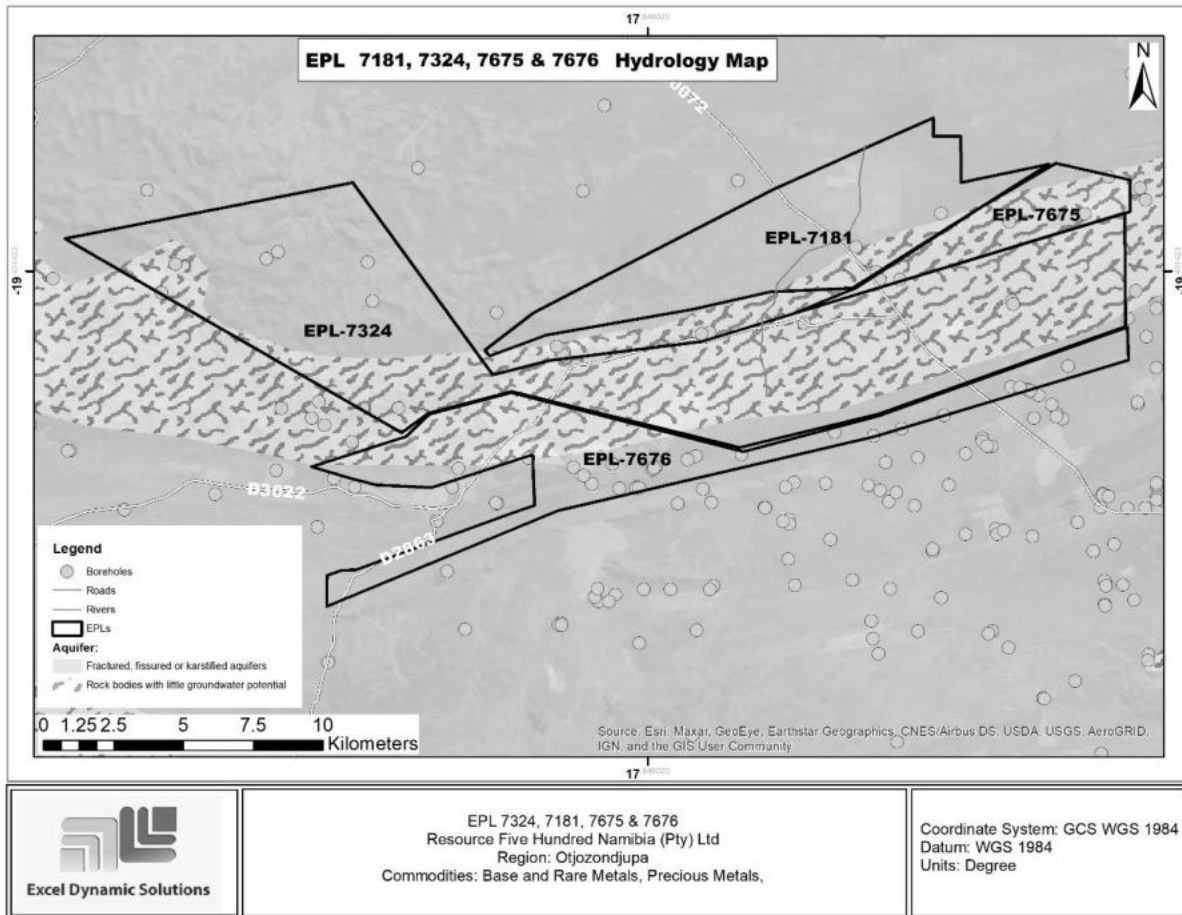 17
EPL 7181, 7324, 7675 & 7676 Hydrology Map
N
D3072
EPL-7675
EPL-7181
-19
-19
EPL-7324
EPL-7676
D3022
D2863
Legend
Boreholes
Roads
Rivers
EPLs
Aquifer:
Fractured, fissured or karstified aquifers
Rock bodies with little groundwater potential
0 1.25 2.5 5 7.5 10
Kilometers
Source: Esri, Maxar, GeoEye, Earthstar Geographics, CNES/Airbus DS, USDA, USGS, AeroGRID,
IGN, and the GIS User Community
17
Excel Dynamic Solutions
EPL 7324, 7181, 7675 & 7676
Resource Five Hundred Namibia (Pty) Ltd
Region: Otjozondjupa
Commodities: Base and Rare Metals, Precious Metals,
Coordinate System: GCS WGS 1984
Datum: WGS 1984
Units: Degree